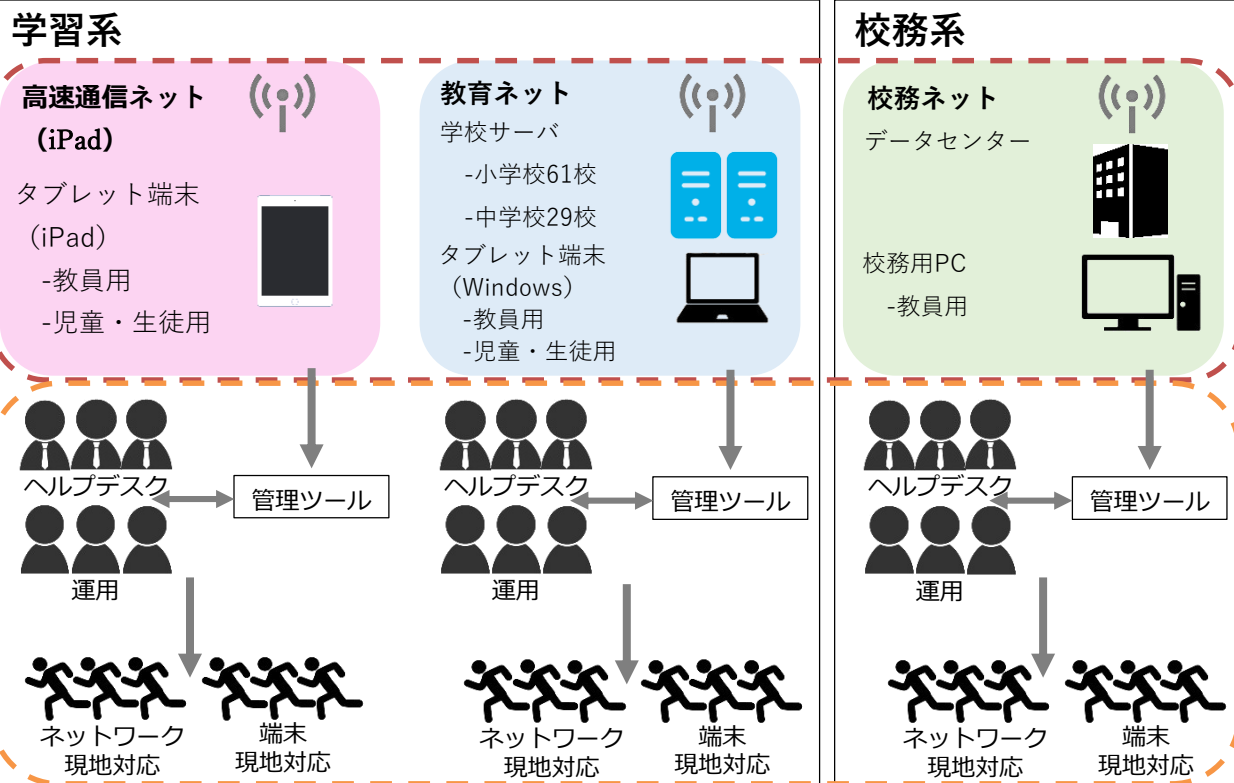 学習系
高速通信ネット
（iPad）
タブレット端末
（iPad）
-教員用
-児童・生徒用
教育ネット
学校サーバ
-小学校61校
-中学校29校
タブレット端末
（Windows）
-教員用
-児童・生徒用
校務系
校務ネット
データセンター
校務用PC
-教員用
ヘルプデスク
管理ツール
運用
ネットワーク
現地対応
端末
現地対応
ヘルプデスク
管理ツール
運用
ネットワーク
現地対応
端末
現地対応
ヘルプデスク
管理ツール
運用
ネットワーク
現地対応
端末
現地対応